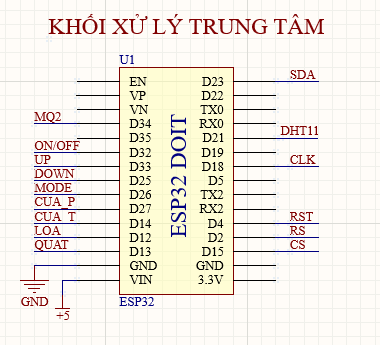 KHỐI XỬ LÝ TRUNG TÂM
U1
EN D23 SDA
VP D22
VN TX0
MQ2 D34 RX0
D35 D21 DHT11
ON/OFF D32 D19
UP D33 D18 CLK
DOWN D25 D5
MODE D26 TX2
CUA_P D27 RX2
CUA_T D14 D4 RST
LOA D12 D2 RS
QUAT D13 D15 CS
GND GND
VIN 3.3V
ESP32 DOIT
GND
+5
ESP32